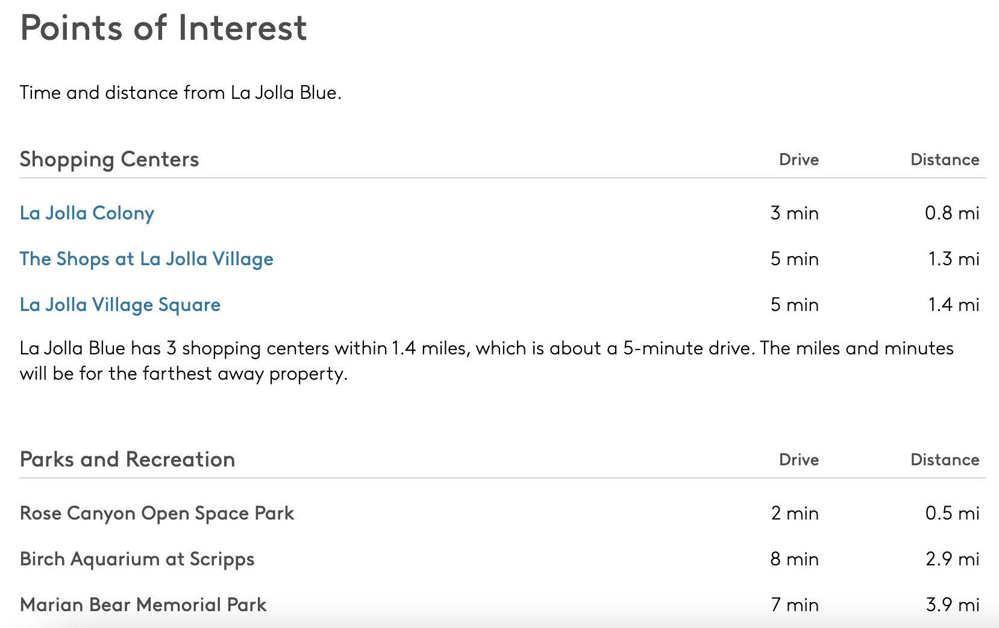 Points of Interest
Time and distance from La Jolla Blue.
Shopping Centers Drive Distance
La Jolla Colony 3 min 0.8 mi
The Shops at La Jolla Village 5 min 1.3 mi
La Jolla Village Square 5 min 1.4 mi
La Jolla Blue has 3 shopping centers within 1.4 miles, which is about a 5-minute drive. The miles and minutes
will be for the farthest away property.
Parks and Recreation Drive Distance
Rose Canyon Open Space Park 2 min 0.5 mi
Birch Aquarium at Scripps 8 min 2.9 mi
Marian Bear Memorial Park 7 min 3.9 mi